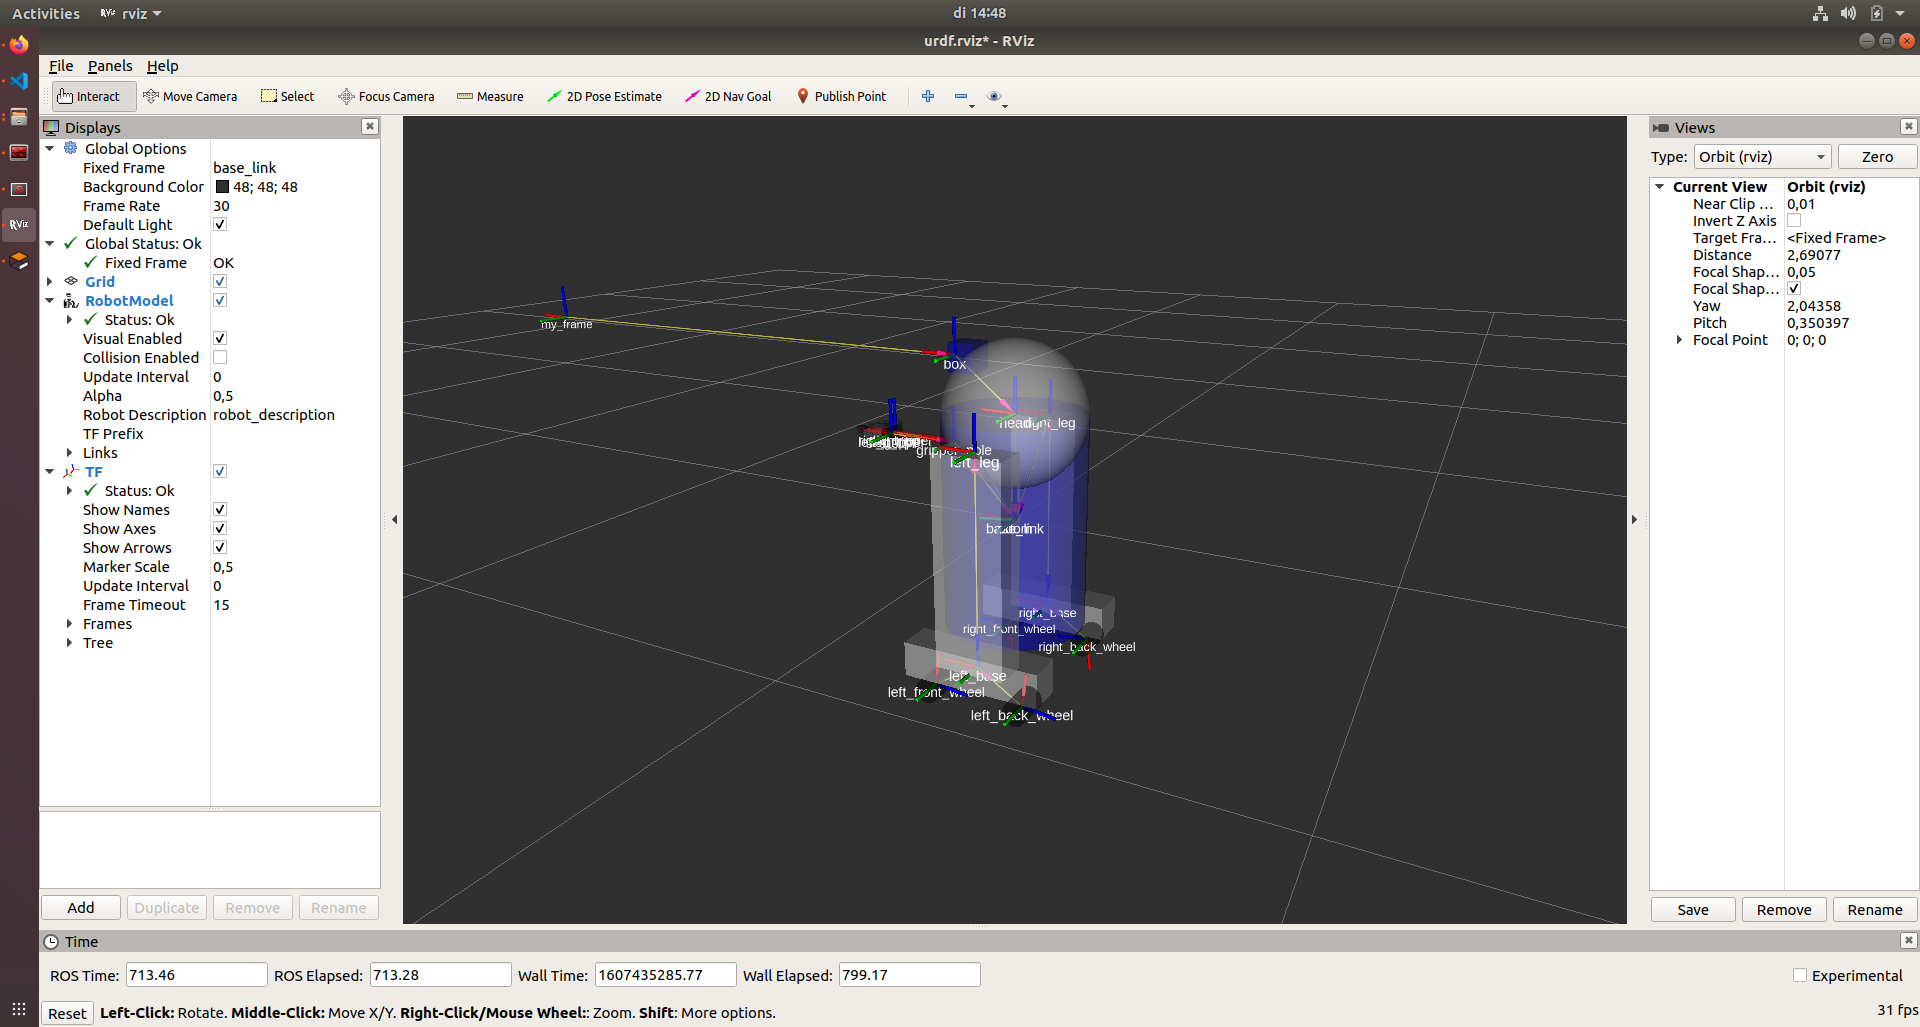 Activities
RViz
rviz
di 14:48
urdf.rviz* - RViz
File Panels Help
Interact Move Camera Select Focus Camera Measure 2D Pose Estimate 2D Nav Goal Publish Point
RViz
Displays
Global Options
Fixed Frame base_link
Background Color 48; 48; 48
Frame Rate 30
Default Light
Global Status: Ok
Fixed Frame OK
Grid
RobotModel
Status: Ok
Visual Enabled
Collision Enabled
Update Interval 0
Alpha 0,5
Robot Description robot_description
TF Prefix
Links
TF
Status: Ok
Show Names
Show Axes
Show Arrows
Marker Scale 0,5
Update Interval 0
Frame Timeout 15
Frames
Tree
Add Duplicate Remove Rename
my_frame
box
head
right_leg
left_leg
base_link
right_base
right_front_wheel
right_back_wheel
left_base
left_front_wheel
left_back_wheel
Views
Type: Orbit (rviz) Zero
Current View Orbit (rviz)
Near Clip ... 0,01
Invert Z Axis
Target Fra... <Fixed Frame>
Distance 2,69077
Focal Shap... 0,05
Focal Shap...
Yaw 2,04358
Pitch 0,350397
Focal Point 0; 0; 0
Save Remove Rename
Time
ROS Time: 713.46 ROS Elapsed: 713.28 Wall Time: 1607435285.77 Wall Elapsed: 799.17 Experimental
Reset Left-Click: Rotate. Middle-Click: Move X/Y. Right-Click/Mouse Wheel:: Zoom. Shift: More options. 31 fps